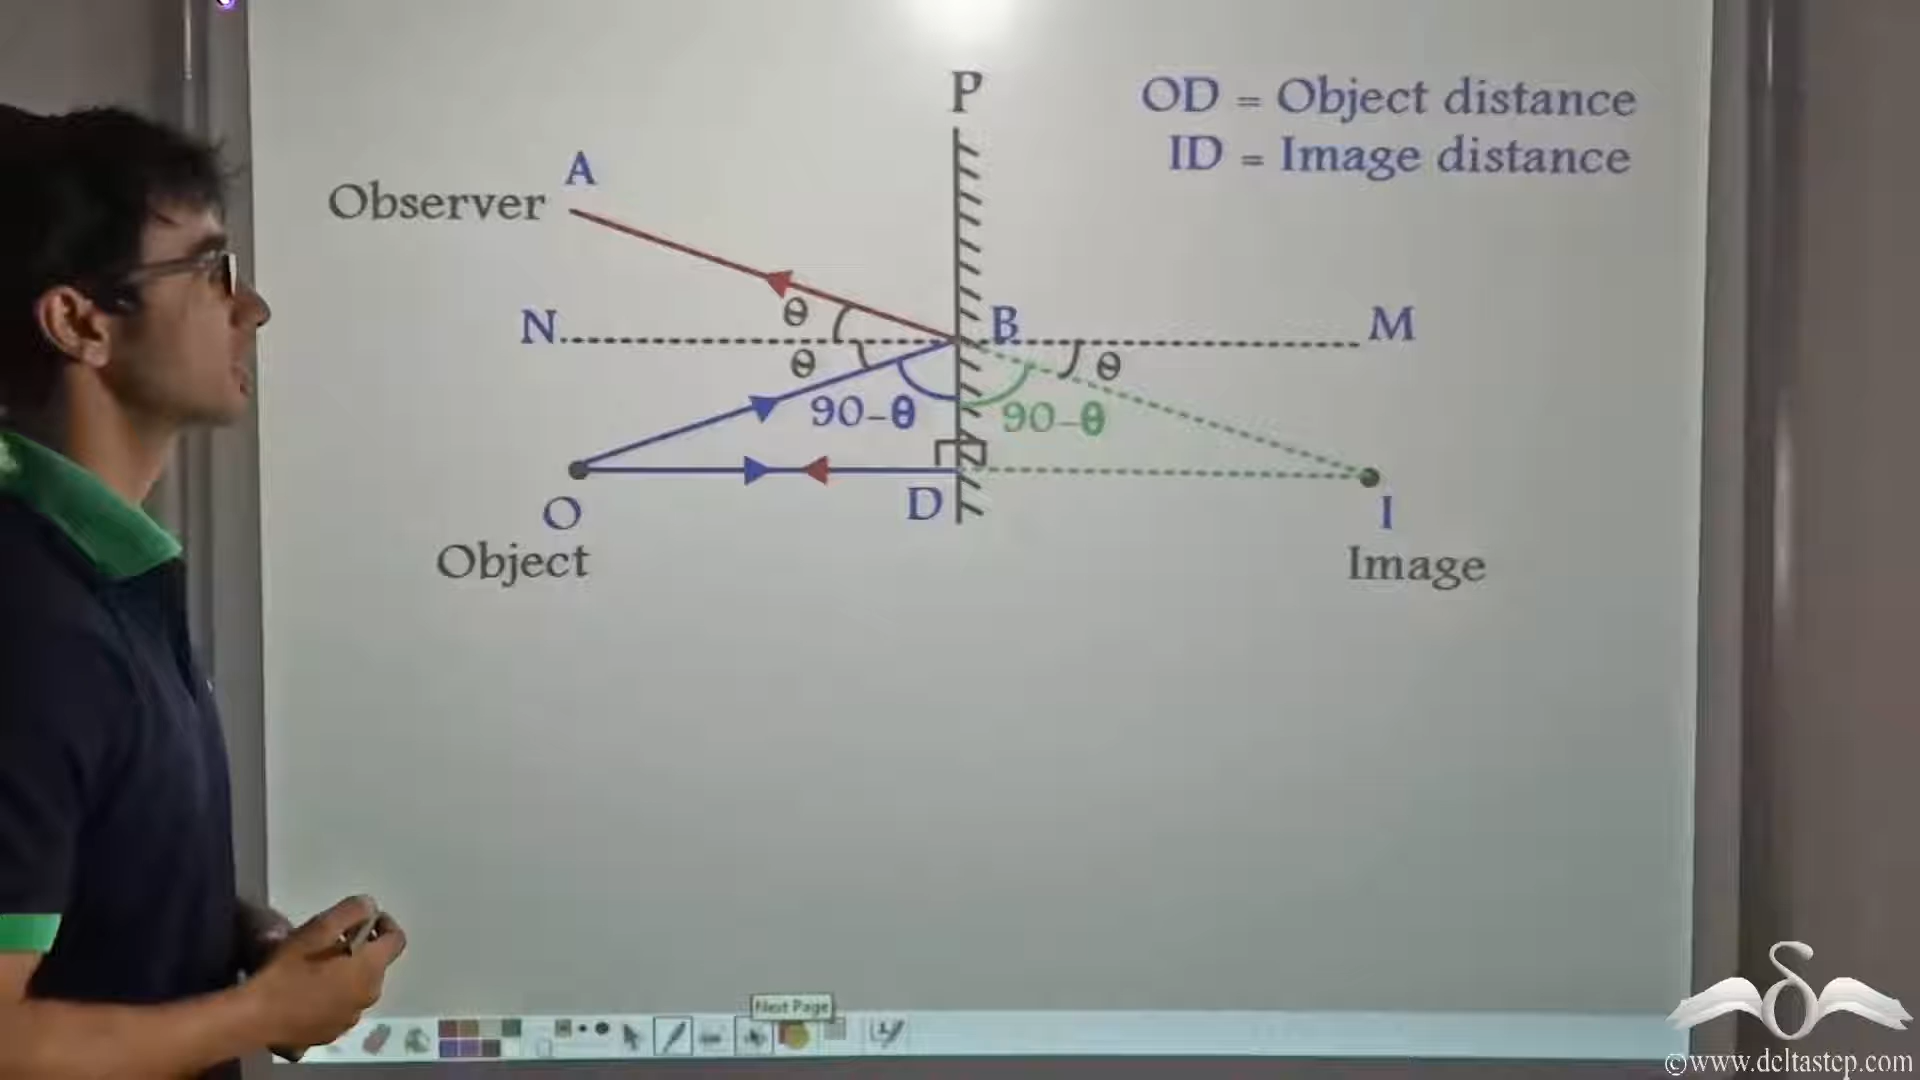 P
OD = Object distance
ID = Image distance
A
Observer
θ
N
B
M
θ
θ
90-θ
90-θ
O
D
I
Object
Image
Next Page
©www.deltastep.com